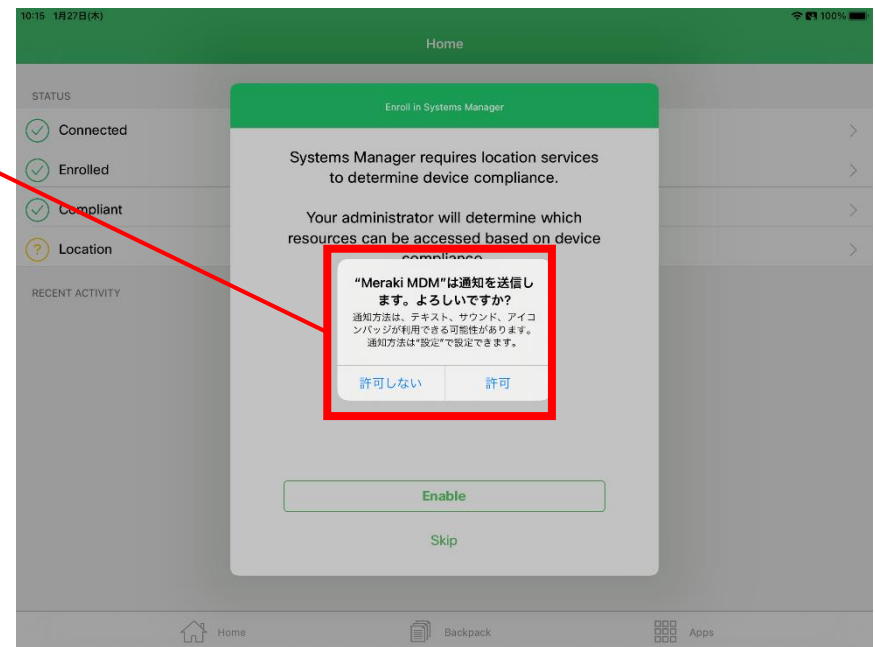 10:15 1月27日(木)
100%
Home
STATUS
Connected
Enrolled
Compliant
Location
RECENT ACTIVITY
Enroll in Systems Manager
Systems Manager requires location services
to determine device compliance.
Your administrator will determine which
resources can be accessed based on device
compliance
“Meraki MDM”は通知を送信し
ます。よろしいですか?
通知方法は、テキスト、サウンド、アイコ
ンバッジが利用できる可能性があります。
通知方法は“設定”で設定できます。
許可しない 許可
Enable
Skip
Home Backpack Apps